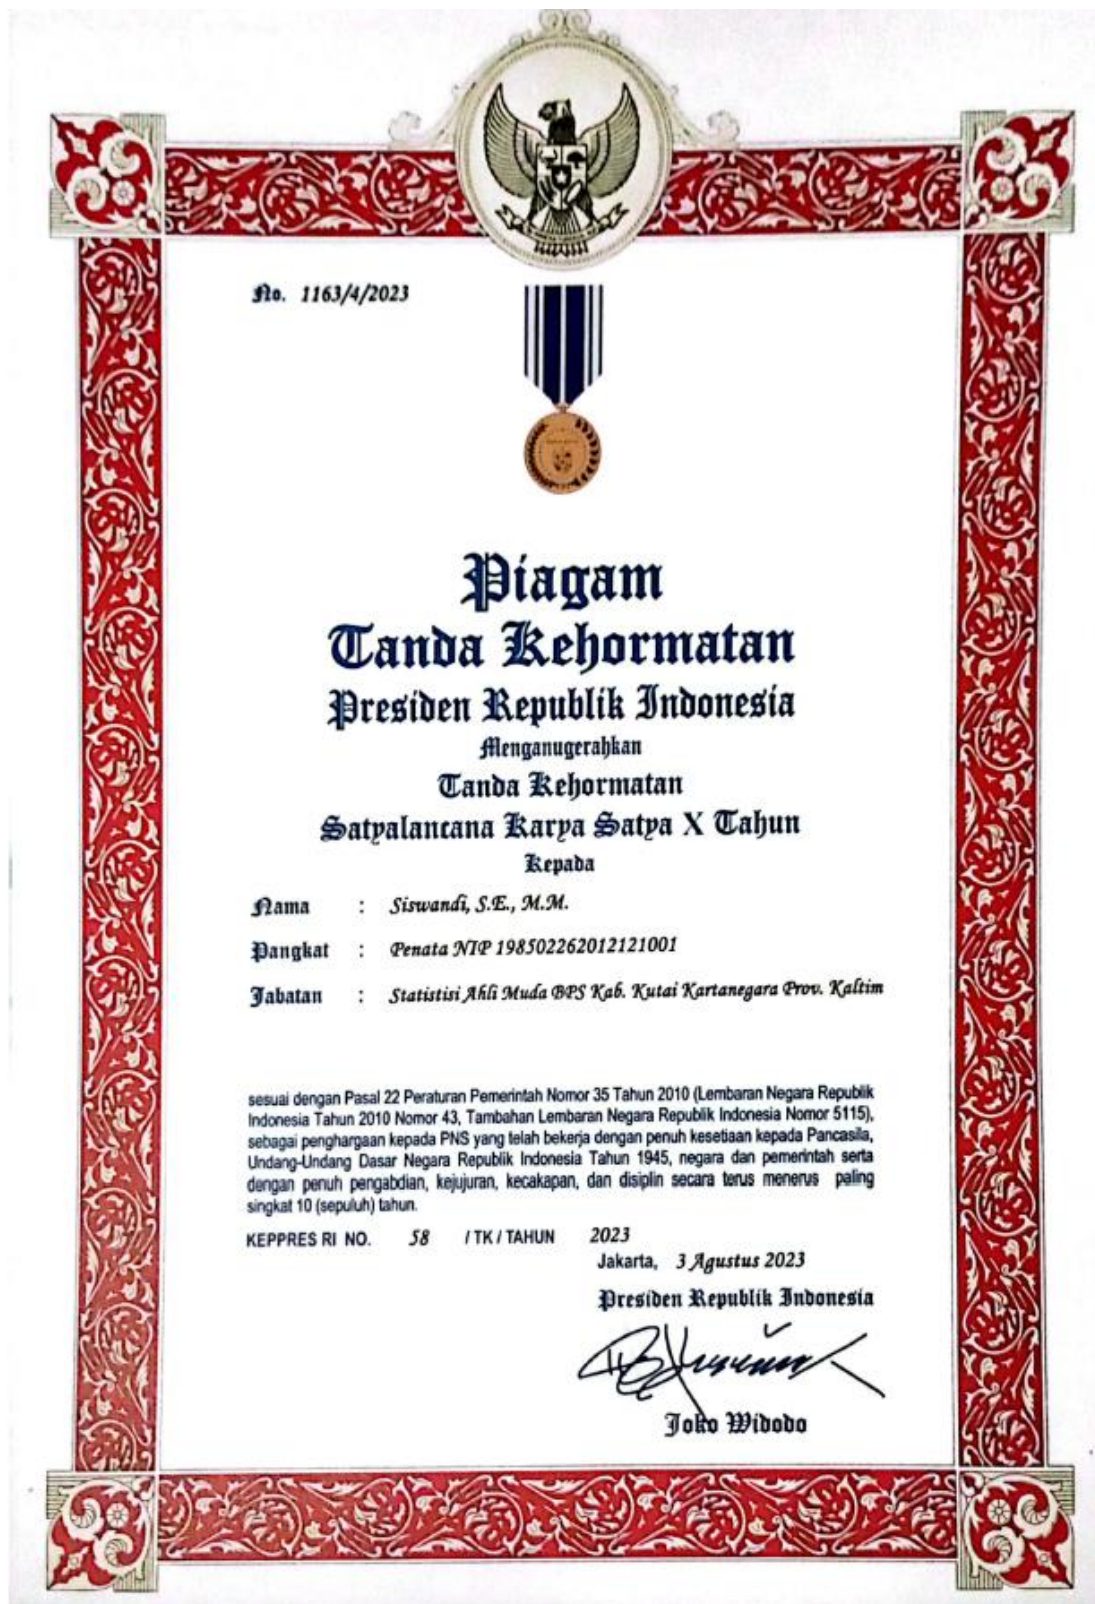 No. 1163/4/2023
Piagam
Tanda Kehormatan
Presiden Republik Indonesia
Menganugerahkan
Tanda Kehormatan
Satyalancana Karya Satya X Tahun
Kepada
Nama : Siswandi, S.E., M.M.
Pangkat : Penata NIP 198502262012121001
Jabatan : Statistisi Ahli Muda BPS Kab. Kutai Kartanegara Prov. Kaltim
sesuai dengan Pasal 22 Peraturan Pemerintah Nomor 35 Tahun 2010 (Lembaran Negara Republik
Indonesia Tahun 2010 Nomor 43, Tambahan Lembaran Negara Republik Indonesia Nomor 5115),
sebagai penghargaan kepada PNS yang telah bekerja dengan penuh kesetiaan kepada Pancasila,
Undang-Undang Dasar Negara Republik Indonesia Tahun 1945, negara dan pemerintah serta
dengan penuh pengabdian, kejujuran, kecakapan, dan disiplin secara terus menerus paling
singkat 10 (sepuluh) tahun.
KEPPRES RI NO. 58 / TK / TAHUN 2023
Jakarta, 3 Agustus 2023
Presiden Republik Indonesia
Joko Widodo